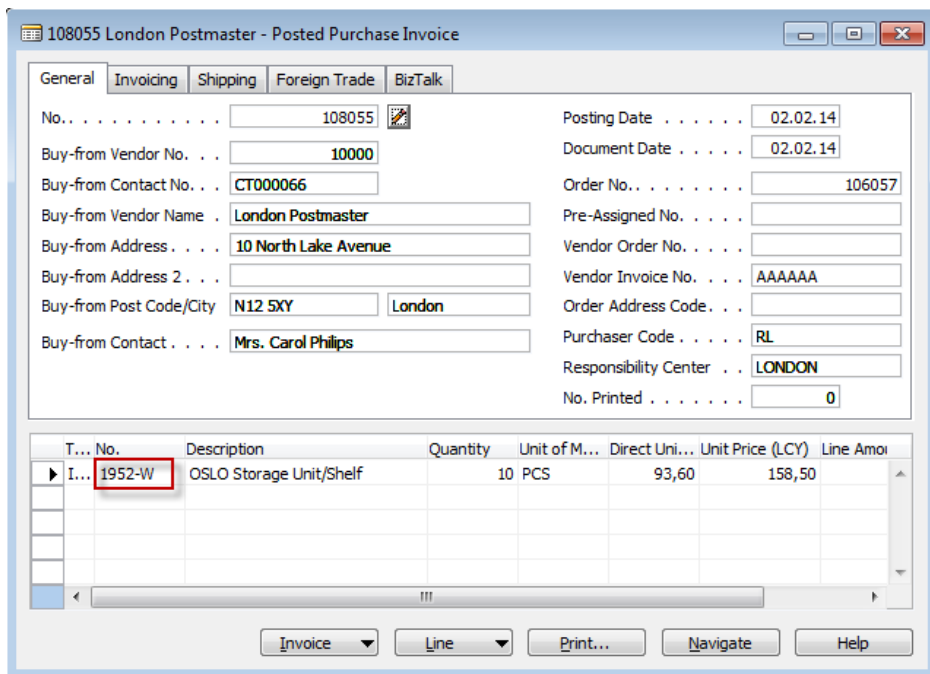 108055 London Postmaster - Posted Purchase Invoice
General Invoicing Shipping Foreign Trade BizTalk
No.. . . . . . . . . . . 108055 Posting Date . . . . . . 02.02.14
Buy-from Vendor No. . . 10000 Document Date . . . . . 02.02.14
Buy-from Contact No. . . CT000066 Order No.. . . . . . . . . 106057
Buy-from Vendor Name . London Postmaster Pre-Assigned No. . . . . .
Buy-from Address . . . . 10 North Lake Avenue Vendor Order No. . . . . .
Buy-from Address 2 . . . Vendor Invoice No. . . . . AAAAAA
Buy-from Post Code/City N12 5XY London Order Address Code. . .
Buy-from Contact . . . . Mrs. Carol Philips Purchaser Code . . . . . RL
Responsibility Center . . LONDON
No. Printed . . . . . . . 0
T... No. Description Quantity Unit of M... Direct Uni... Unit Price (LCY) Line Amou
I... 1952-W OSLO Storage Unit/Shelf 10 PCS 93,60 158,50
Invoice Line Print... Navigate Help